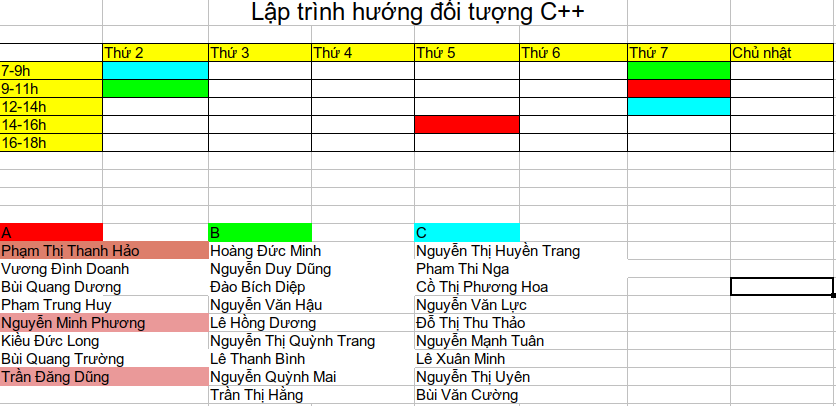 Lập trình hướng đối tượng C++
Thứ 2 Thứ 3 Thứ 4 Thứ 5 Thứ 6 Thứ 7 Chủ nhật
7-9h
9-11h
12-14h
14-16h
16-18h
A B C
Phạm Thị Thanh Hảo Hoàng Đức Minh Nguyễn Thị Huyền Trang
Vương Đình Doanh Nguyễn Duy Dũng Pham Thi Nga
Bùi Quang Dương Đào Bích Diệp Cồ Thị Phương Hoa
Phạm Trung Huy Nguyễn Văn Hậu Nguyễn Văn Lực
Nguyễn Minh Phương Lê Hồng Dương Đỗ Thị Thu Thảo
Kiều Đức Long Nguyễn Thị Quỳnh Trang Nguyễn Mạnh Tuân
Bùi Quang Trường Lê Thanh Bình Lê Xuân Minh
Trần Đăng Dũng Nguyễn Quỳnh Mai Nguyễn Thị Uyên
Trần Thị Hằng Bùi Văn Cường